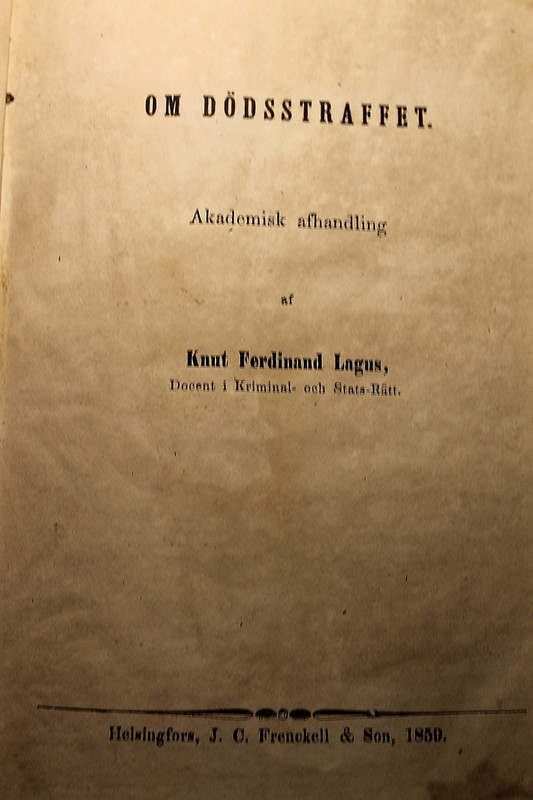 OM DÖDSSTRAFFET.
Akademisk afhandling
af
Knut Ferdinand Lagus,
Docent i Kriminal- och Stats-Rätt.
Helsingfors, J. C. Frenckell & Son, 1859.